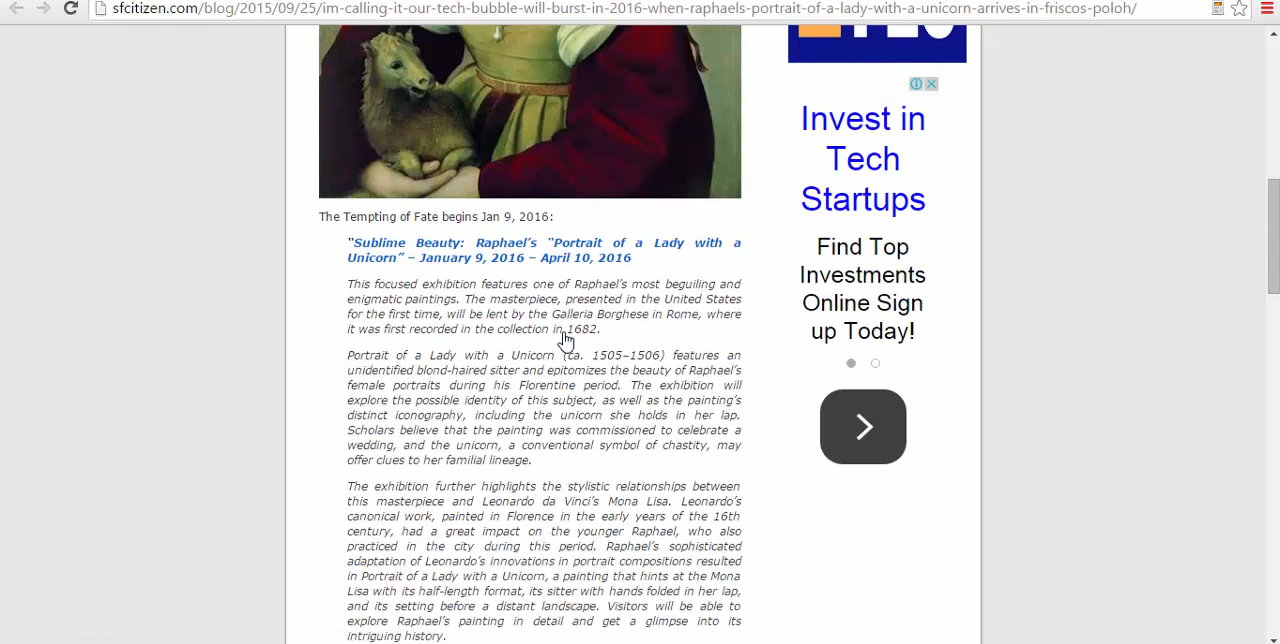 sfcitizen.com/blog/2015/09/25/im-calling-it-our-tech-bubble-will-burst-in-2016-when-raphaels-portrait-of-a-lady-with-a-unicorn-arrives-in-friscos-poloh/
The Tempting of Fate begins Jan 9, 2016:
“Sublime Beauty: Raphael’s “Portrait of a Lady with a
Unicorn” – January 9, 2016 – April 10, 2016
This focused exhibition features one of Raphael’s most beguiling and
enigmatic paintings. The masterpiece, presented in the United States
for the first time, will be lent by the Galleria Borghese in Rome, where
it was first recorded in the collection in 1682.
Portrait of a Lady with a Unicorn (ca. 1505–1506) features an
unidentified blond-haired sitter and epitomizes the beauty of Raphael’s
female portraits during his Florentine period. The exhibition will
explore the possible identity of this subject, as well as the painting’s
distinct iconography, including the unicorn she holds in her lap.
Scholars believe that the painting was commissioned to celebrate a
wedding, and the unicorn, a conventional symbol of chastity, may
offer clues to her familial lineage.
The exhibition further highlights the stylistic relationships between
this masterpiece and Leonardo da Vinci’s Mona Lisa. Leonardo’s
canonical work, painted in Florence in the early years of the 16th
century, had a great impact on the younger Raphael, who also
practiced in the city during this period. Raphael’s sophisticated
adaptation of Leonardo’s innovations in portrait compositions resulted
in Portrait of a Lady with a Unicorn, a painting that hints at the Mona
Lisa with its half-length format, its sitter with hands folded in her lap,
and its setting before a distant landscape. Visitors will be able to
explore Raphael’s painting in detail and get a glimpse into its
intriguing history.
Invest in
Tech
Startups
Find Top
Investments
Online Sign
up Today!